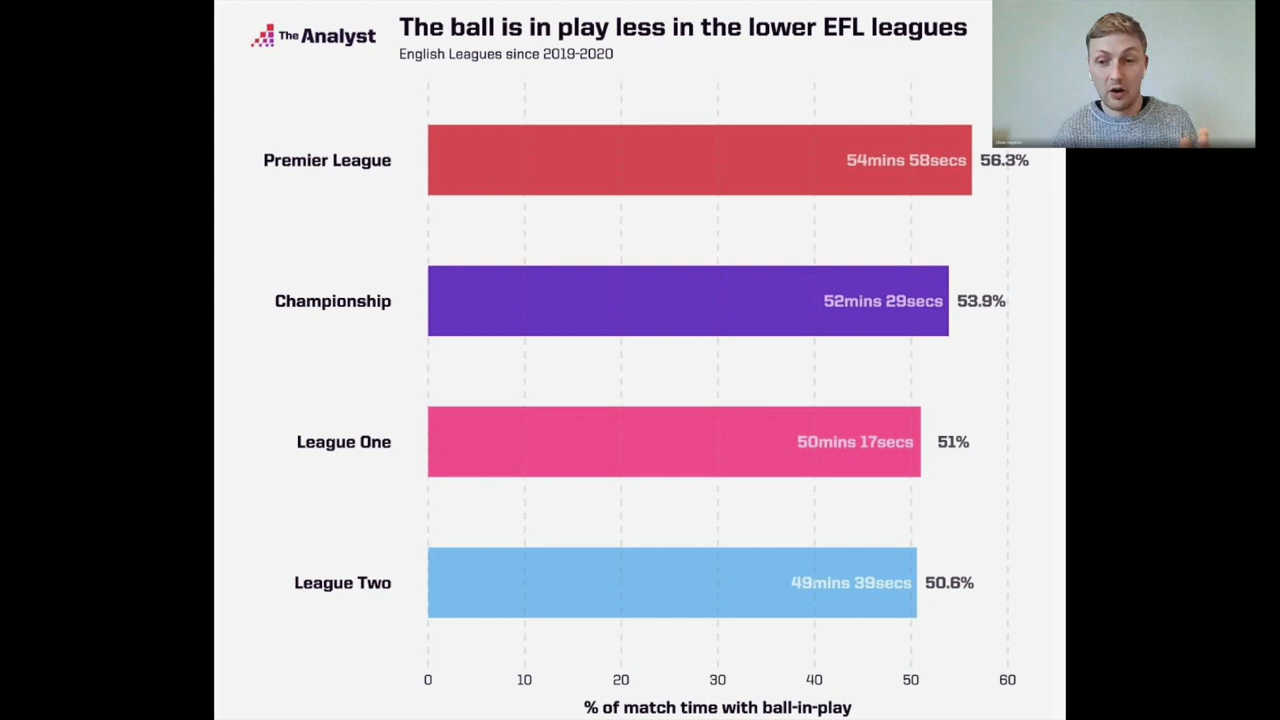 The Analyst
The ball is in play less in the lower EFL leagues
English Leagues since 2019-2020
Premier League 54mins 58secs 56.3%
Championship 52mins 29secs 53.9%
League One 50mins 17secs 51%
League Two 49mins 39secs 50.6%
0 10 20 30 40 50 60
% of match time with ball-in-play